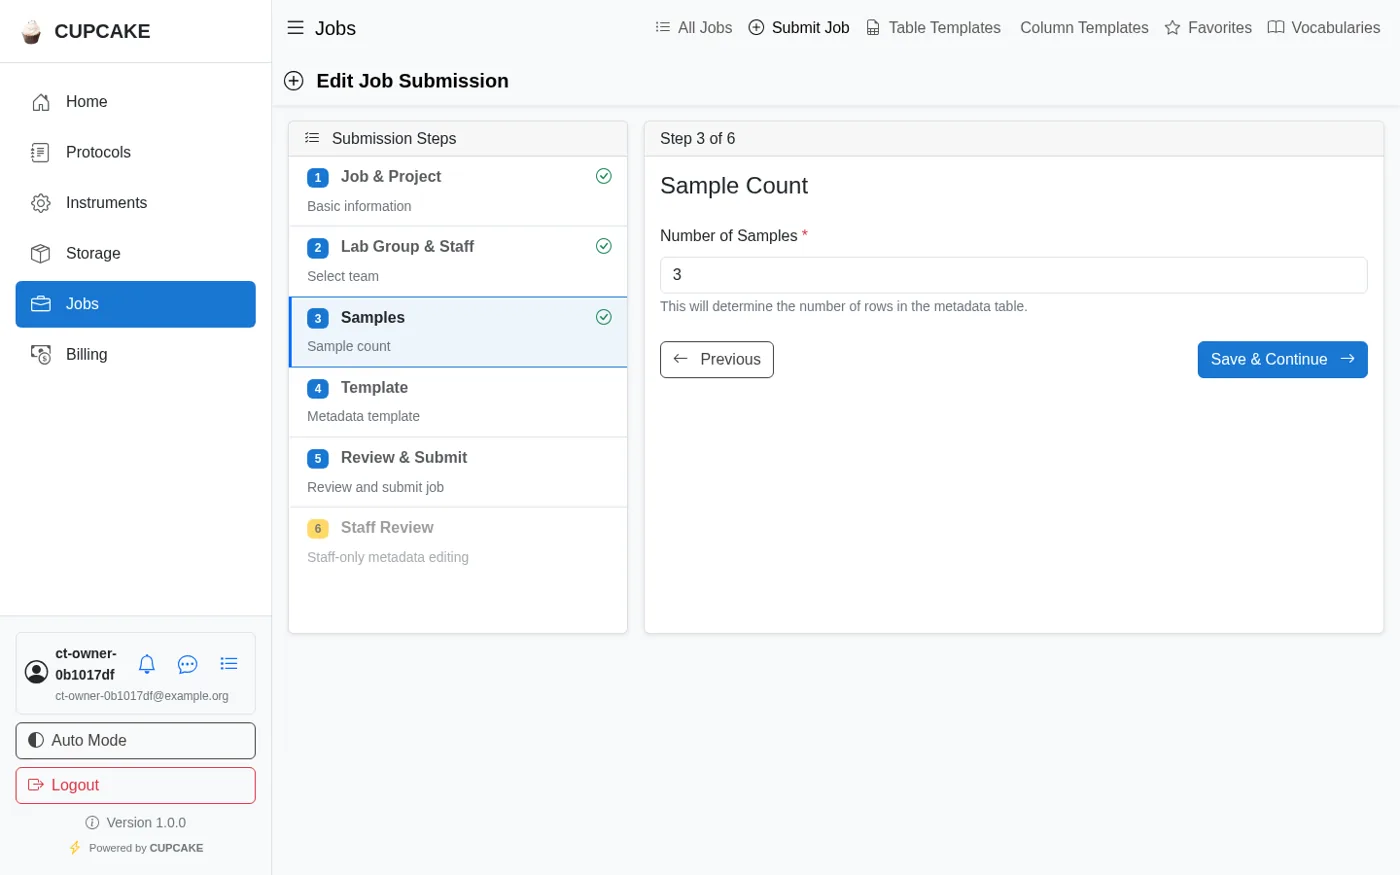 CUPCAKE
Home
Protocols
Instruments
Storage
Jobs
Billing
ct-owner-
0b1017df
ct-owner-0b1017df@example.org
Auto Mode
Logout
Version 1.0.0
Powered by CUPCAKE
Jobs
All Jobs
Submit Job
Table Templates
Column Templates
Favorites
Vocabularies
Edit Job Submission
Submission Steps
1 Job & Project
Basic information
2 Lab Group & Staff
Select team
3 Samples
Sample count
4 Template
Metadata template
5 Review & Submit
Review and submit job
6 Staff Review
Staff-only metadata editing
Step 3 of 6
Sample Count
Number of Samples *
3
This will determine the number of rows in the metadata table.
Previous
Save & Continue